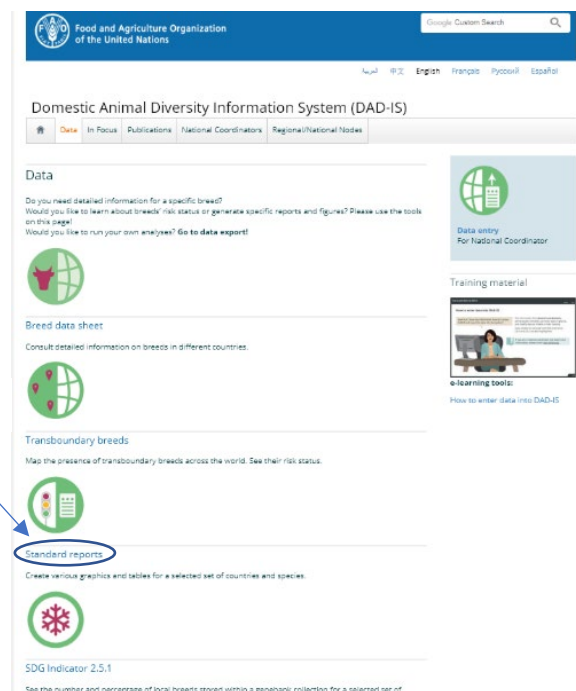 Food and Agriculture Organization
of the United Nations
Google Custom Search
العربية 中文 English Français Русский Español
Domestic Animal Diversity Information System (DAD-IS)
Data In Focus Publications National Coordinators Regional/National Nodes
Data
Do you need detailed information for a specific breed?
Would you like to learn about breeds' risk status or generate specific reports and figures? Please use the tools
on this page!
Would you like to run your own analyses? Go to data export!
Breed data sheet
Consult detailed information on breeds in different countries.
Transboundary breeds
Map the presence of transboundary breeds across the world. See their risk status.
Standard reports
Create various graphics and tables for a selected set of countries and species.
SDG Indicator 2.5.1
See the number and percentage of local breeds stored within a genebank collection for a selected set of
Data entry
For National Coordinator
Training material
e-learning tools:
How to enter data into DAD-IS